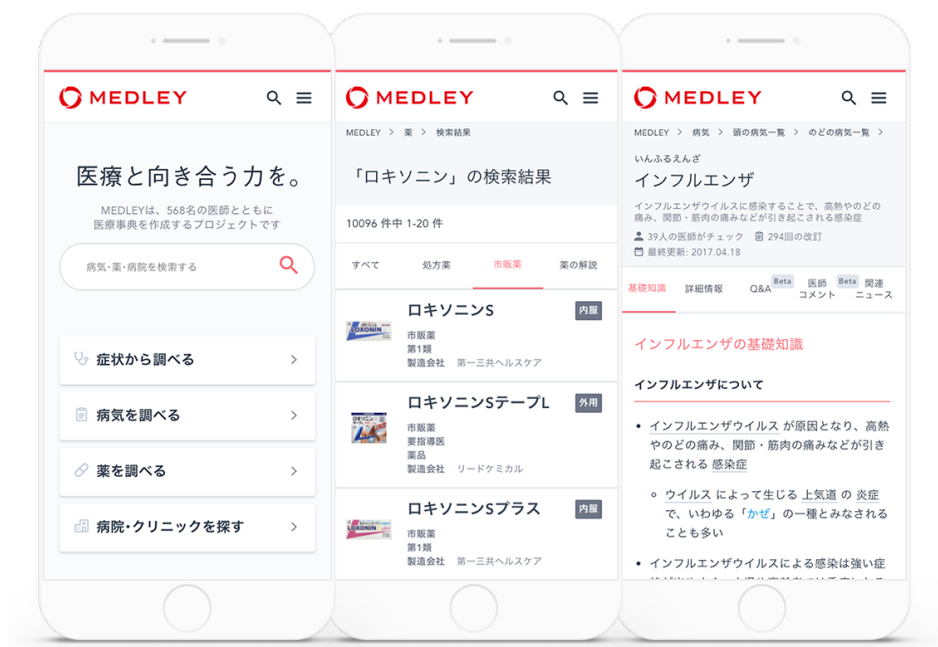 MEDLEY
医療と向き合う力を。
MEDLEYは、568名の医師とともに
医療事典を作成するプロジェクトです
病気・薬・病院を検索する
症状から調べる
病気を調べる
薬を調べる
病院・クリニックを探す
MEDLEY
MEDLEY > 薬 > 検索結果
「ロキソニン」の検索結果
10096 件中 1-20 件
すべて 処方薬 市販薬 薬の解説
ロキソニンS 内服
市販薬
第1類
製造会社 第一三共ヘルスケア
LOXONIN
ロキソニンSテープL 外用
市販薬
要指導医
薬品
製造会社 リードケミカル
ロキソニンSプラス 内服
市販薬
第1類
製造会社 第一三共ヘルスケア
LOXONIN
MEDLEY
MEDLEY > 病気 > 頭の病気一覧 > のどの病気一覧 >
いんふるえんざ
インフルエンザ
インフルエンザウイルスに感染することで、高熱やのどの
痛み、関節・筋肉の痛みなどが引き起こされる感染症
39人の医師がチェック 294回の改訂
最終更新: 2017.04.18
基礎知識 詳細情報 Q&A Beta 医師コメント Beta 関連ニュース
インフルエンザの基礎知識
インフルエンザについて
• インフルエンザウイルス が原因となり、高熱
やのどの痛み、関節・筋肉の痛みなどが引き
起こされる 感染症
◦ ウイルス によって生じる 上気道 の 炎症
で、いわゆる「かぜ」の一種とみなされる
ことも多い
• インフルエンザウイルスによる感染は強い症